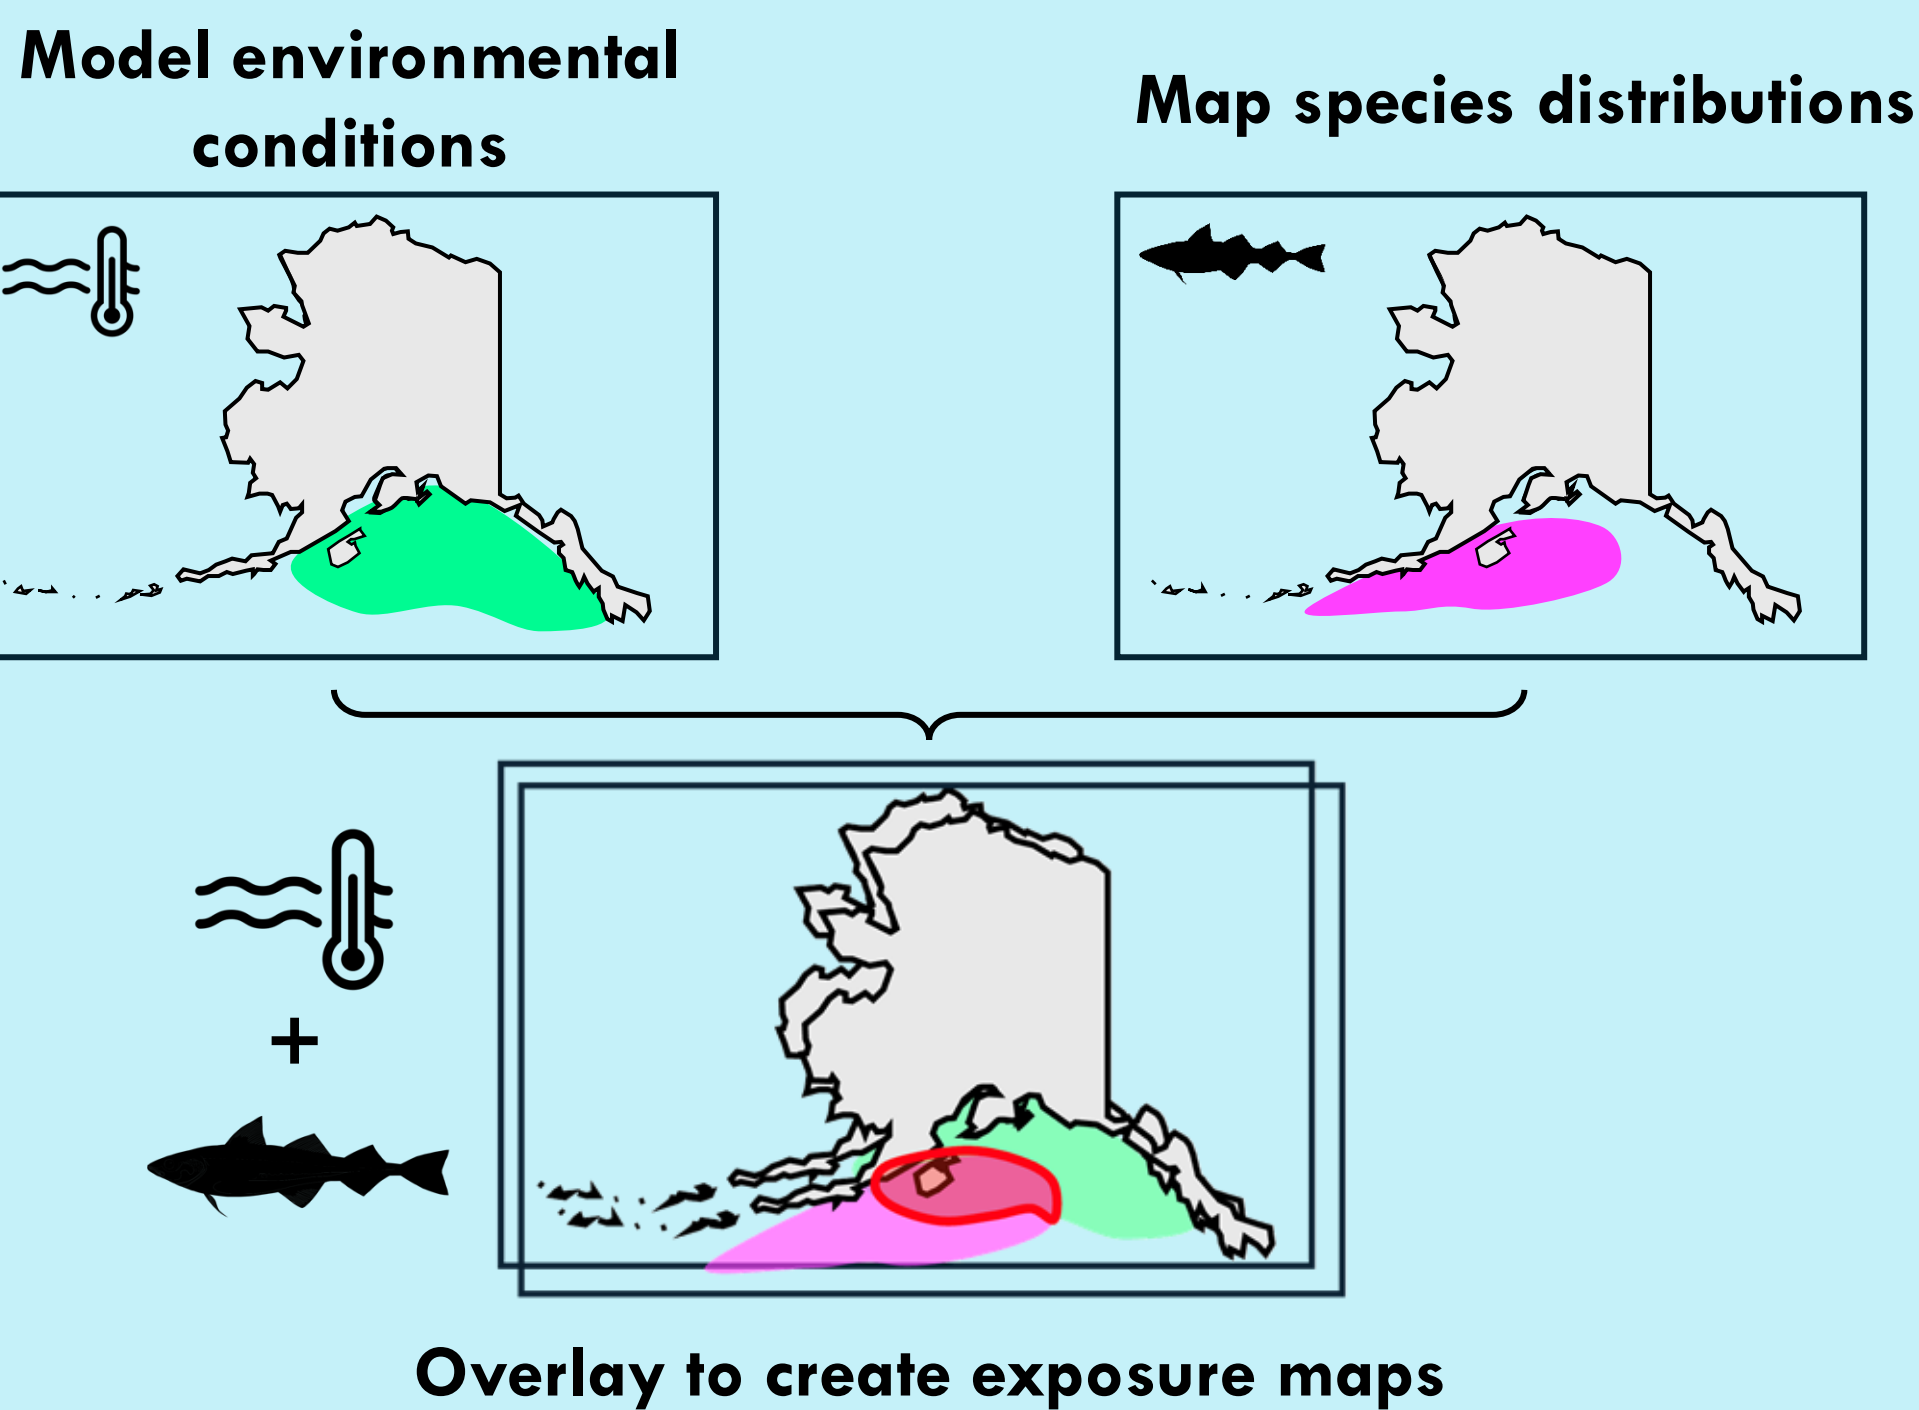 Model environmental
conditions
Map species distributions
+
Overlay to create exposure maps